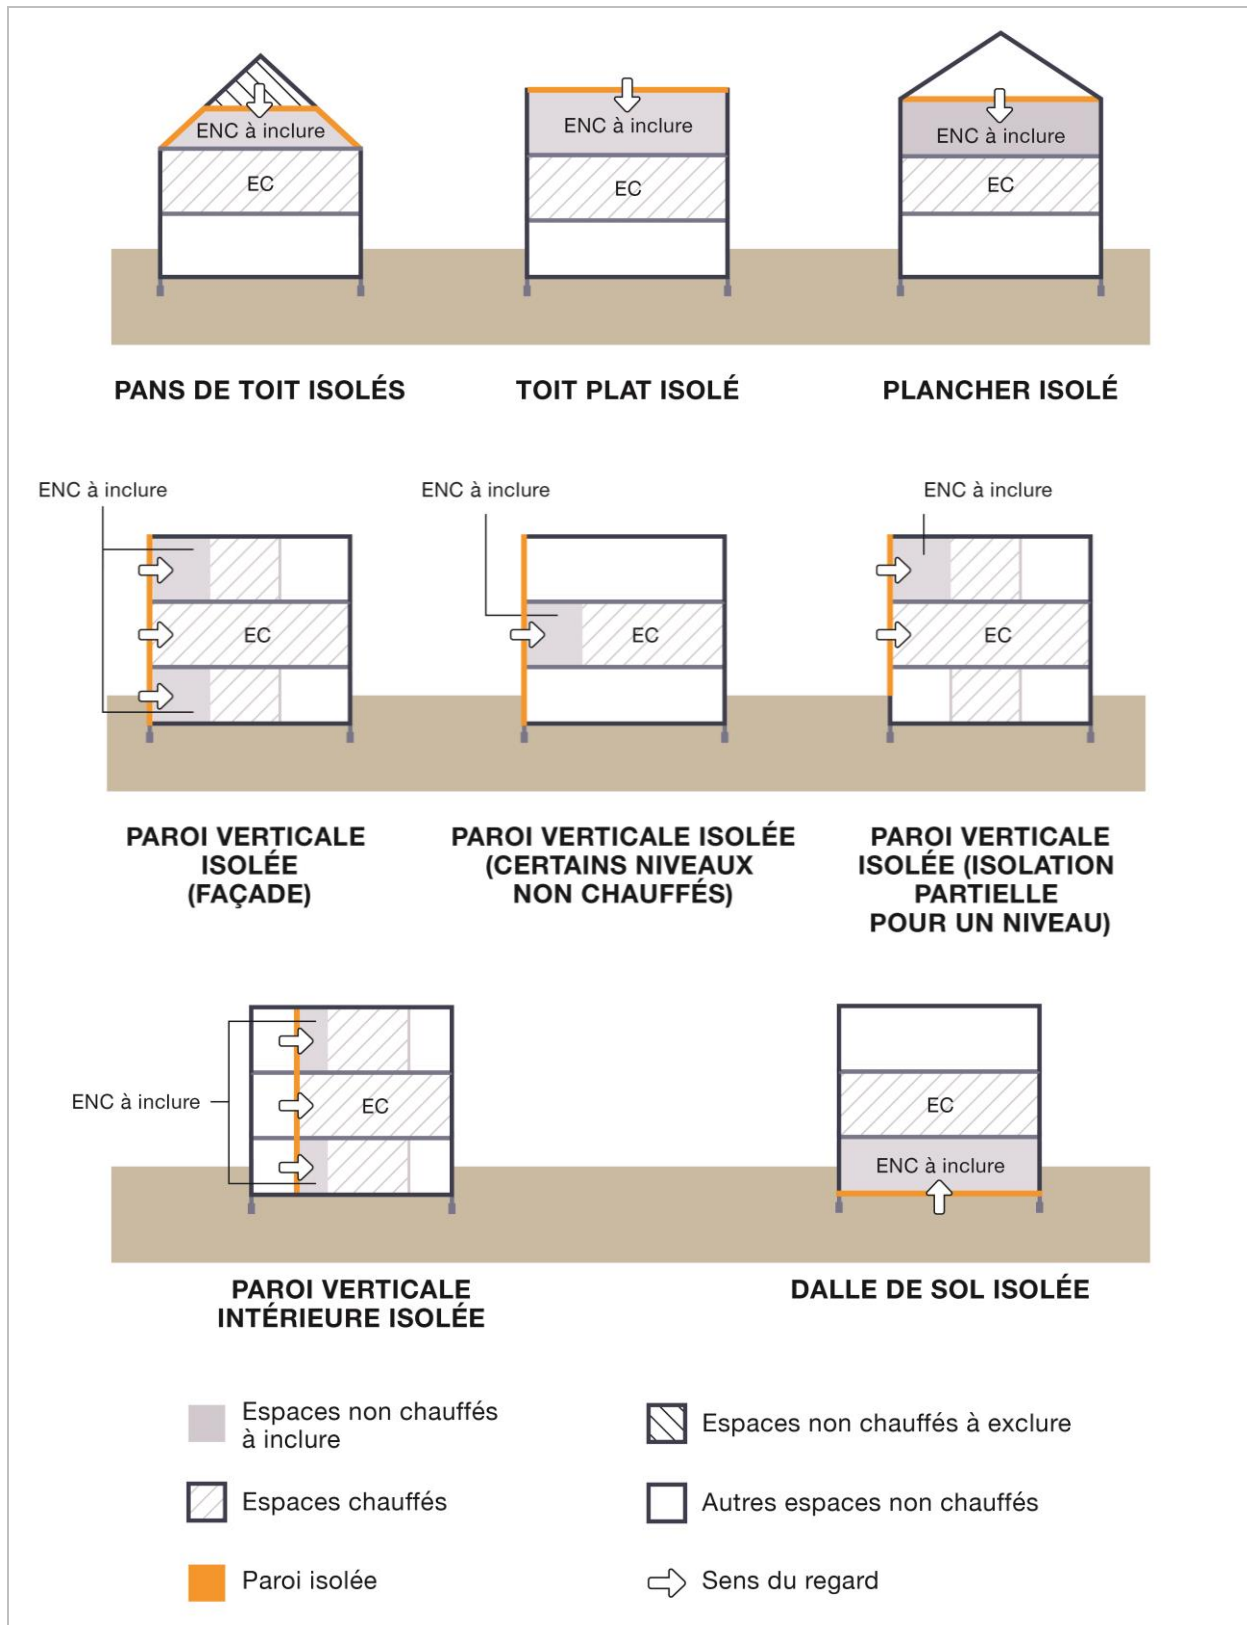 ENC à inclure
ENC à inclure
ENC à inclure
EC
EC
EC
PANS DE TOIT ISOLÉS
TOIT PLAT ISOLÉ
PLANCHER ISOLÉ
ENC à inclure
ENC à inclure
ENC à inclure
EC
EC
EC
PAROI VERTICALE
ISOLÉE
(FAÇADE)
PAROI VERTICALE ISOLÉE
(CERTAINS NIVEAUX
NON CHAUFFÉS)
PAROI VERTICALE
ISOLÉE (ISOLATION
PARTIELLE
POUR UN NIVEAU)
ENC à inclure
EC
EC
ENC à inclure
PAROI VERTICALE
INTÉRIEURE ISOLÉE
DALLE DE SOL ISOLÉE
Espaces non chauffés
à inclure
Espaces non chauffés à exclure
Espaces chauffés
Autres espaces non chauffés
Paroi isolée
Sens du regard